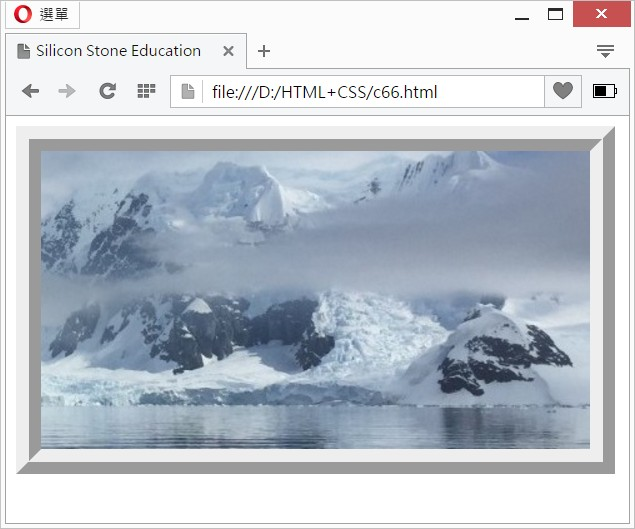 選單
Silicon Stone Education
file:///D:/HTML+CSS/c66.html